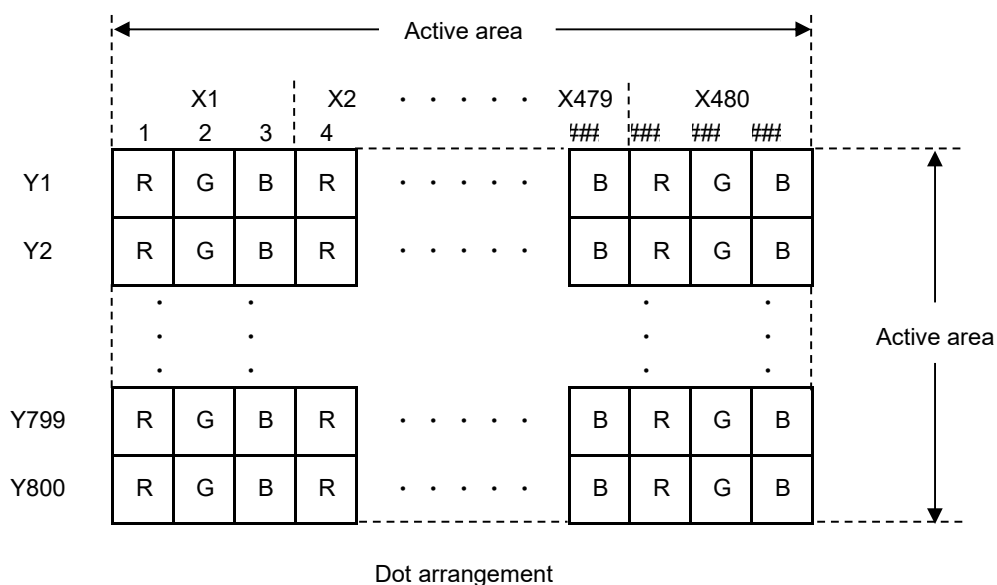 Active area
X1 X2 ・ ・ ・ ・ ・ X479 X480
1 2 3 4 ### ### ### ###
Y1 R G B R ・ ・ ・ ・ ・ B R G B
Y2 R G B R ・ ・ ・ ・ ・ B R G B
・ ・ ・ ・
・ ・ ・ ・
Active area
・ ・ ・ ・
Y799 R G B R ・ ・ ・ ・ ・ B R G B
Y800 R G B R ・ ・ ・ ・ ・ B R G B
Dot arrangement